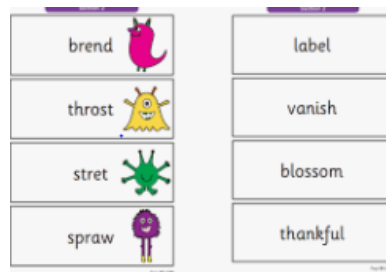 brend
throst
stret
spraw
label
vanish
blossom
thankful